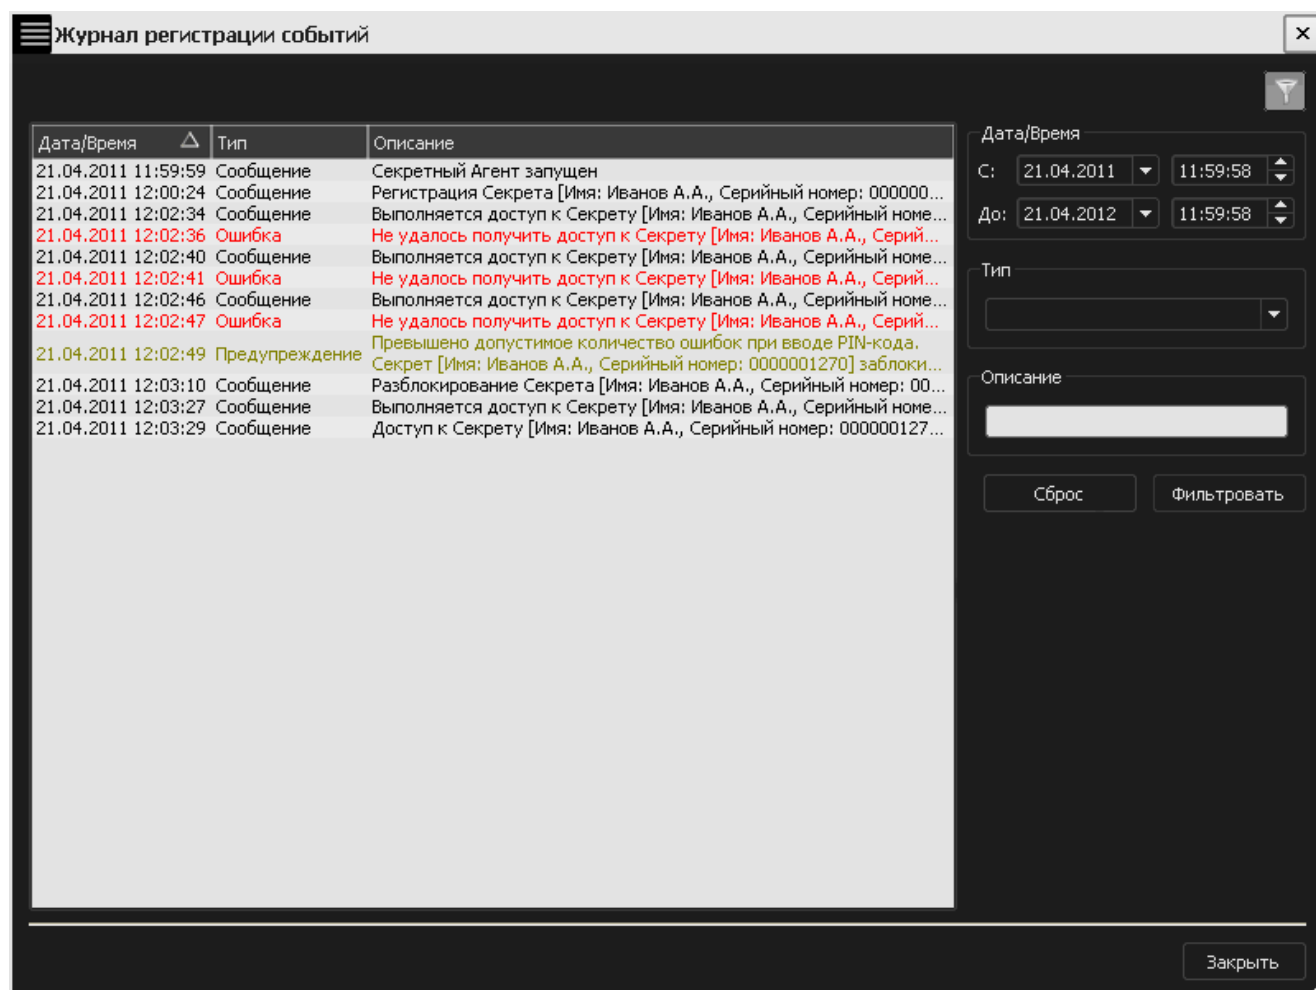 Журнал регистрации событий
Дата/Время Тип Описание
21.04.2011 11:59:59 Сообщение Секретный Агент запущен
21.04.2011 12:00:24 Сообщение Регистрация Секрета [Имя: Иванов А.А., Серийный номер: 000000...
21.04.2011 12:02:34 Сообщение Выполняется доступ к Секрету [Имя: Иванов А.А., Серийный номе...
21.04.2011 12:02:36 Ошибка Не удалось получить доступ к Секрету [Имя: Иванов А.А., Серий...
21.04.2011 12:02:40 Сообщение Выполняется доступ к Секрету [Имя: Иванов А.А., Серийный номе...
21.04.2011 12:02:41 Ошибка Не удалось получить доступ к Секрету [Имя: Иванов А.А., Серий...
21.04.2011 12:02:46 Сообщение Выполняется доступ к Секрету [Имя: Иванов А.А., Серийный номе...
21.04.2011 12:02:47 Ошибка Не удалось получить доступ к Секрету [Имя: Иванов А.А., Серий...
21.04.2011 12:02:49 Предупреждение Превышено допустимое количество ошибок при вводе PIN-кода.
Секрет [Имя: Иванов А.А., Серийный номер: 0000001270] заблоки...
21.04.2011 12:03:10 Сообщение Разблокирование Секрета [Имя: Иванов А.А., Серийный номер: 00...
21.04.2011 12:03:27 Сообщение Выполняется доступ к Секрету [Имя: Иванов А.А., Серийный номе...
21.04.2011 12:03:29 Сообщение Доступ к Секрету [Имя: Иванов А.А., Серийный номер: 000000127...
Дата/Время
С: 21.04.2011 11:59:58
До: 21.04.2012 11:59:58
Тип
Описание
Сброс Фильтровать
Закрыть